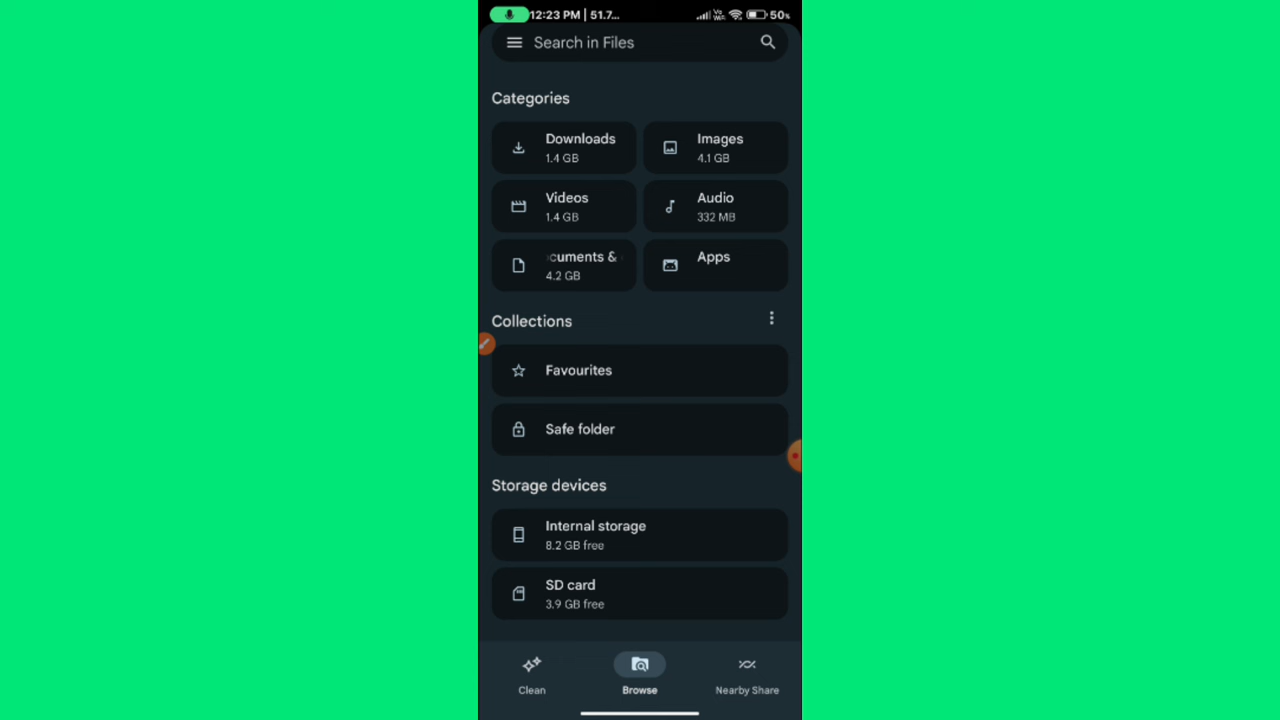 12:23 PM | 51.7...
Vo
50%
Search in Files
Categories
Downloads
1.4 GB
Images
4.1 GB
Videos
1.4 GB
Audio
332 MB
cuments &
4.2 GB
Apps
Collections
Favourites
Safe folder
Storage devices
Internal storage
8.2 GB free
SD card
3.9 GB free
Clean
Browse
Nearby Share